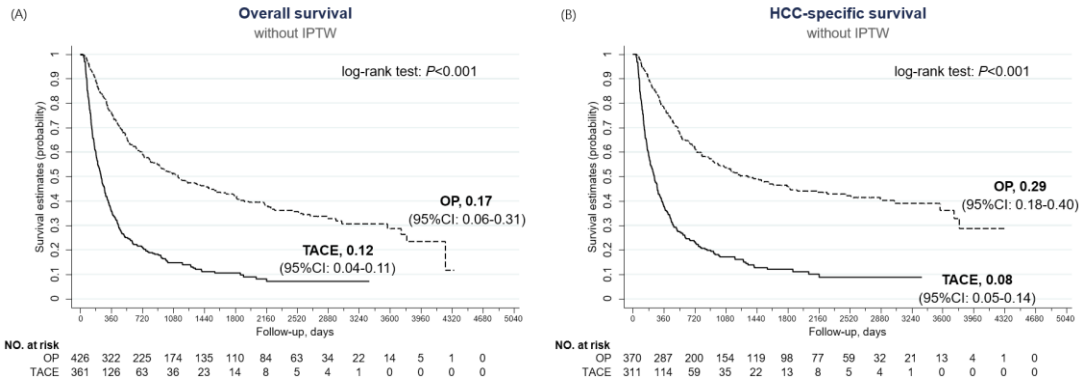 (A)
Overall survival
without IPTW
log-rank test: P<0.001
Survival estimates (probability)
1
0.9
0.8
0.7
0.6
0.5
0.4
0.3
0.2
0.1
0
OP, 0.17
(95%CI: 0.06-0.31)
TACE, 0.12
(95%CI: 0.04-0.11)
0 360 720 1080 1440 1800 2160 2520 2880 3240 3600 3960 4320 4680 5040
Follow-up, days
NO. at risk
OP 426 322 225 174 135 110 84 63 34 22 14 5 1 0
TACE 361 126 63 36 23 14 8 5 4 1 0 0 0 0
(B)
HCC-specific survival
without IPTW
log-rank test: P<0.001
Survival estimates (probability)
1
0.9
0.8
0.7
0.6
0.5
0.4
0.3
0.2
0.1
0
OP, 0.29
(95%CI: 0.18-0.40)
TACE, 0.08
(95%CI: 0.05-0.14)
0 360 720 1080 1440 1800 2160 2520 2880 3240 3600 3960 4320 4680 5040
Follow-up, days
NO. at risk
OP 370 287 200 154 119 98 77 59 32 21 13 4 1 0
TACE 311 114 59 35 22 13 8 5 4 1 0 0 0 0